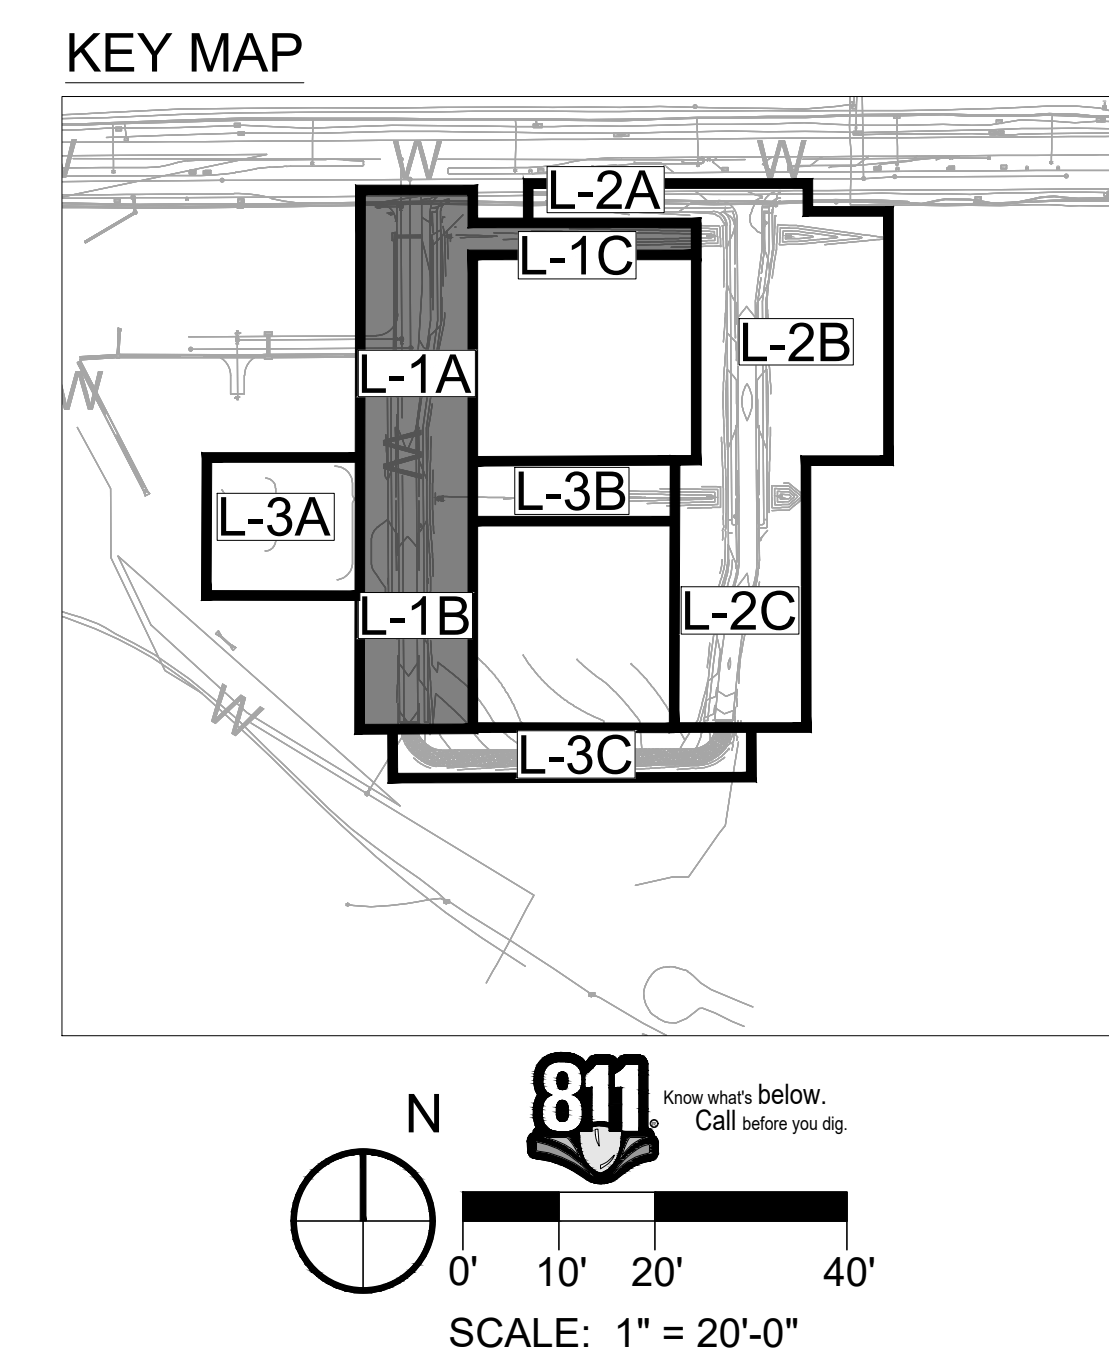 KEY MAP
W W W
L-2A
L-1C
L-2B
L-1A
W
W
L-3B
L-3A
L-1B
L-2C
W
L-3C
N
811®
Know what's below.
Call before you dig.
0' 10' 20' 40'
SCALE: 1" = 20'-0"